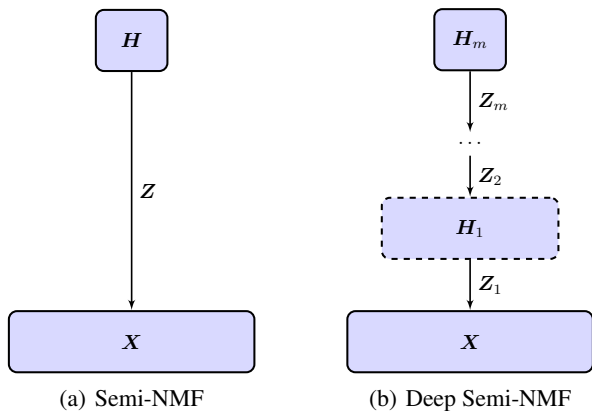 H
Z
X
(a) Semi-NMF
H_m
Z_m
...
Z_2
H_1
Z_1
X
(b) Deep Semi-NMF